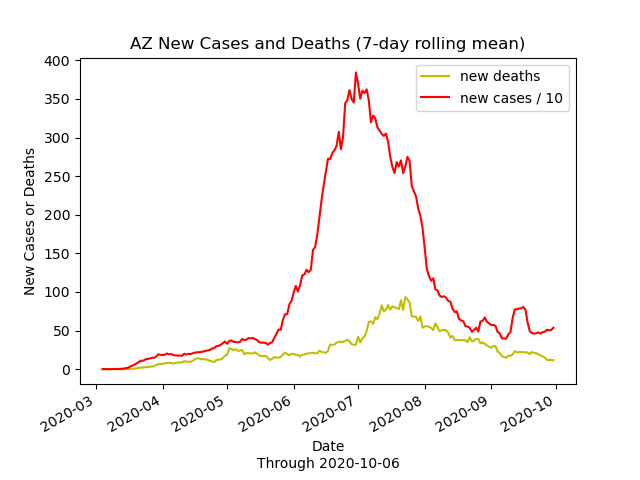 AZ New Cases and Deaths (7-day rolling mean)
new deaths
new cases / 10
New Cases or Deaths
400
350
300
250
200
150
100
50
0
2020-03
2020-04
2020-05
2020-06
2020-07
2020-08
2020-09
2020-10
Date
Through 2020-10-06